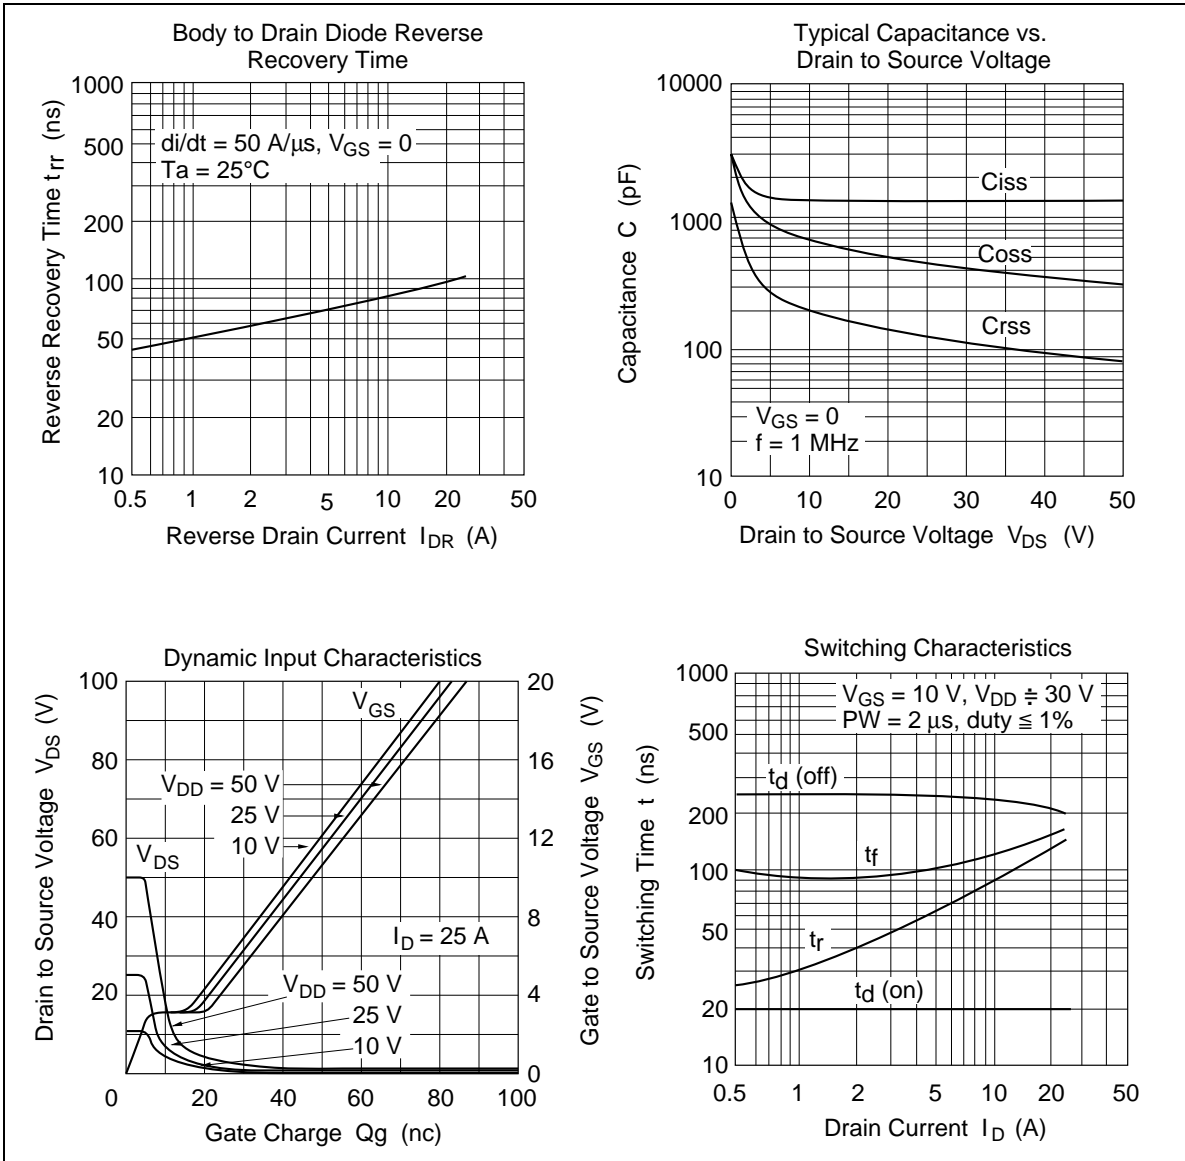 Body to Drain Diode Reverse
Recovery Time
1000
500
200
100
50
20
10
Reverse Recovery Time trr (ns)
di/dt = 50 A/μs, VGS = 0
Ta = 25°C
0.5 1 2 5 10 20 50
Reverse Drain Current IDR (A)
Typical Capacitance vs.
Drain to Source Voltage
10000
1000
100
10
Capacitance C (pF)
Ciss
Coss
Crss
VGS = 0
f = 1 MHz
0 10 20 30 40 50
Drain to Source Voltage VDS (V)
Dynamic Input Characteristics
100
80
60
40
20
0
Drain to Source Voltage VDS (V)
20
16
12
8
4
0
Gate to Source Voltage VGS (V)
VGS
VDD = 50 V
25 V
10 V
VDS
ID = 25 A
VDD = 50 V
25 V
10 V
20 40 60 80 100
Gate Charge Qg (nc)
Switching Characteristics
1000
500
200
100
50
20
10
Switching Time t (ns)
VGS = 10 V, VDD ≑ 30 V
PW = 2 μs, duty ≦ 1%
td (off)
tf
tr
td (on)
0.5 1 2 5 10 20 50
Drain Current ID (A)